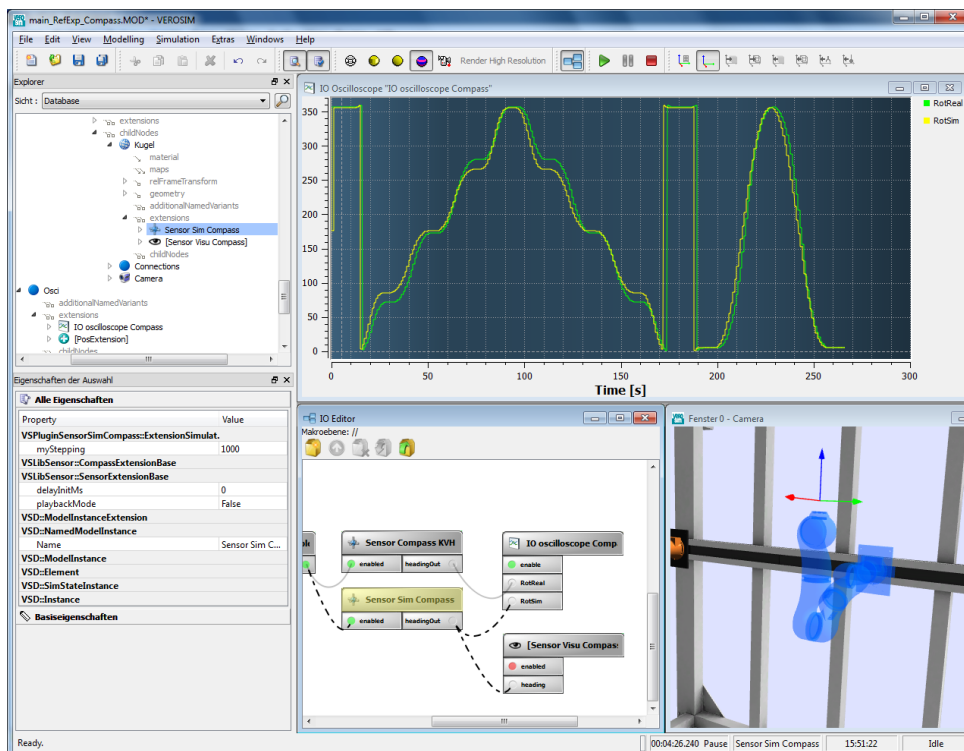 main_RefExp_Compass.MOD* - VEROSIM
File Edit View Modelling Simulation Extras Windows Help
Render High Resolution
Explorer
Sicht : Database
extensions
childNodes
Kugel
material
maps
relFrameTransform
geometry
additionalNamedVariants
extensions
Sensor Sim Compass
[Sensor Visu Compass]
childNodes
Connections
Camera
Osci
additionalNamedVariants
extensions
IO oscilloscope Compass
[PosExtension]
childNodes
Eigenschaften der Auswahl
Alle Eigenschaften
Property Value
VSPluginSensorSimCompass::ExtensionSimulat.
myStepping 1000
VSLibSensor::CompassExtensionBase
VSLibSensor::SensorExtensionBase
delayInitMs 0
playbackMode False
VSD::ModelInstanceExtension
VSD::NamedModelInstance
Name Sensor Sim C...
VSD::ModelInstance
VSD::Element
VSD::SimStateInstance
VSD::Instance
Basiseigenschaften
IO Oscilloscope "IO oscilloscope Compass"
RotReal
RotSim
350
300
250
200
150
100
50
0
0 50 100 150 200 250 300
Time [s]
IO Editor
Makroebene: //
Sensor Compass KVH
enabled headingOut
Sensor Sim Compass
enabled headingOut
IO oscilloscope Comp
enable
RotReal
RotSim
[Sensor Visu Compass
enabled
heading
Fenster 0 - Camera
Ready.
00:04:26.240 Pause Sensor Sim Compass 15:51:22 Idle